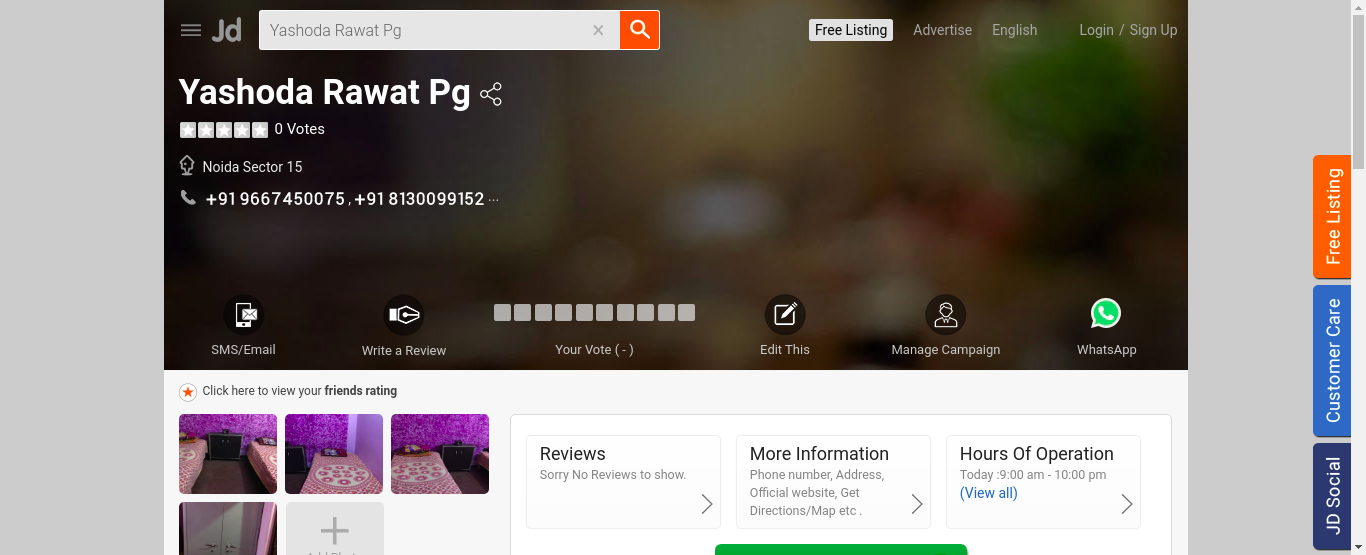 Jd
Yashoda Rawat Pg
Free Listing
Advertise
English
Login / Sign Up
Yashoda Rawat Pg
0 Votes
Noida Sector 15
+91 9667450075 , +91 8130099152 ...
SMS/Email
Write a Review
Your Vote ( - )
Edit This
Manage Campaign
WhatsApp
Click here to view your friends rating
Reviews
Sorry No Reviews to show.
More Information
Phone number, Address,
Official website, Get
Directions/Map etc .
Hours Of Operation
Today :9:00 am - 10:00 pm
(View all)
Free Listing
Customer Care
JD Social